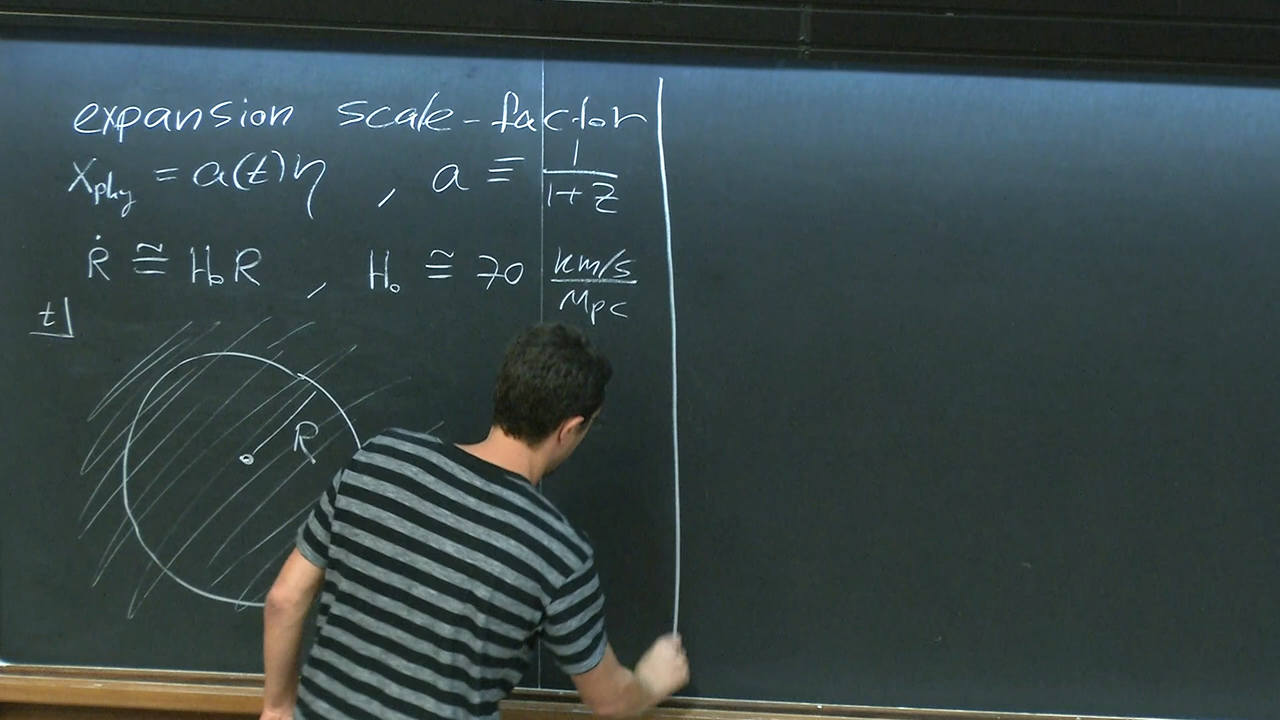 expansion scale-factor
X_phy = a(t)η , a ≡ 1/(1+z)
Ṙ ≅ H₀R , H₀ ≅ 70 km/s/Mpc
t
R